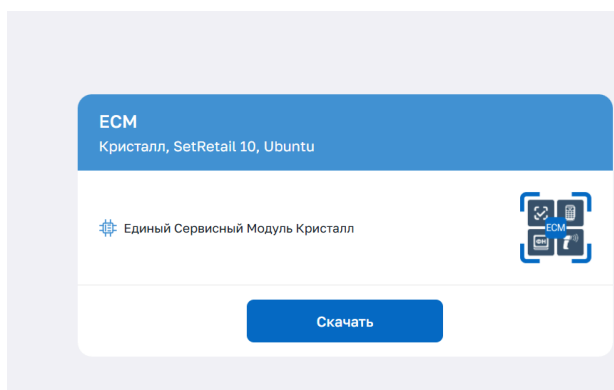 ЕСМ
Кристалл, SetRetail 10, Ubuntu
Единый Сервисный Модуль Кристалл
ЕСМ
ФН
Скачать